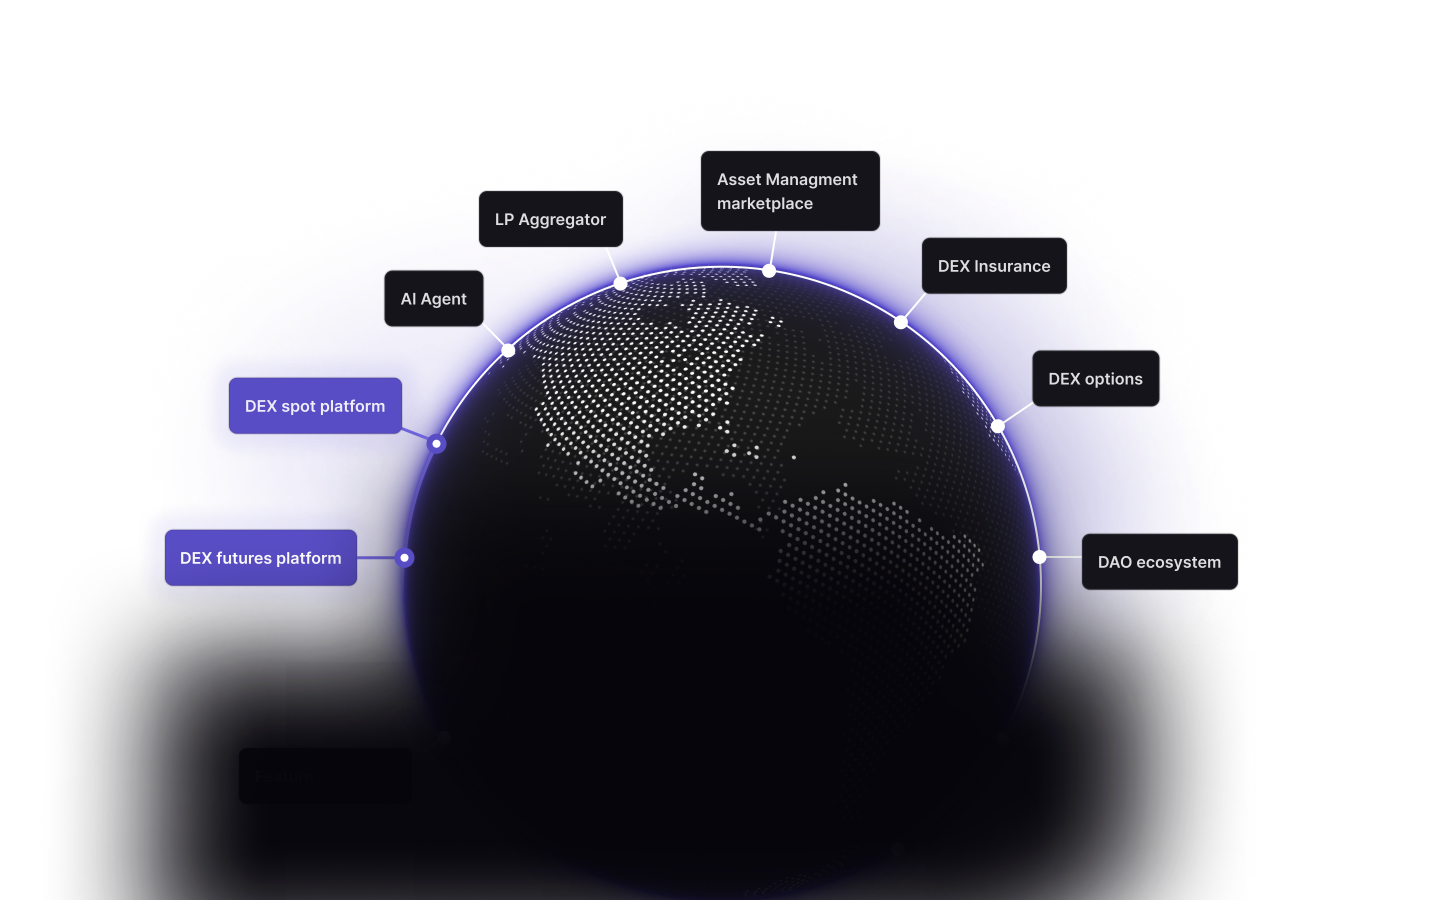 Asset Managment
marketplace
LP Aggregator
DEX Insurance
AI Agent
DEX options
DEX spot platform
DEX futures platform
DAO ecosystem